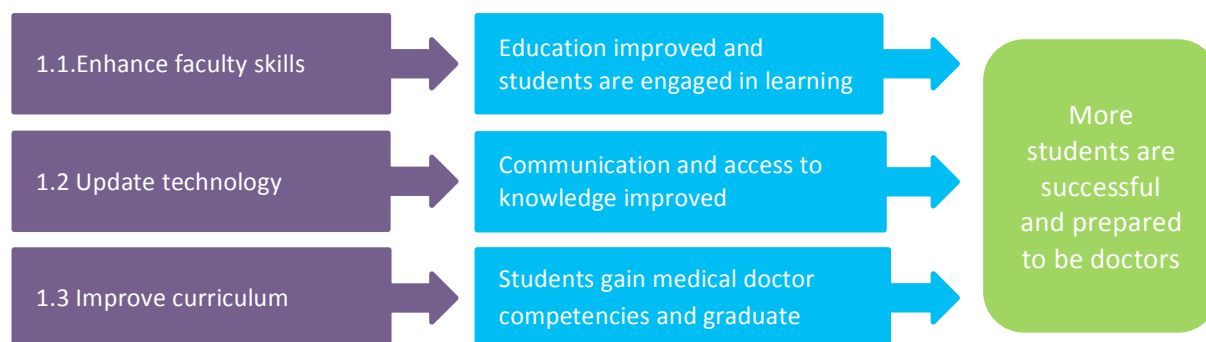 1.1.Enhance faculty skills
Education improved and
students are engaged in learning
1.2 Update technology
Communication and access to
knowledge improved
1.3 Improve curriculum
Students gain medical doctor
competencies and graduate
More
students are
successful
and prepared
to be doctors